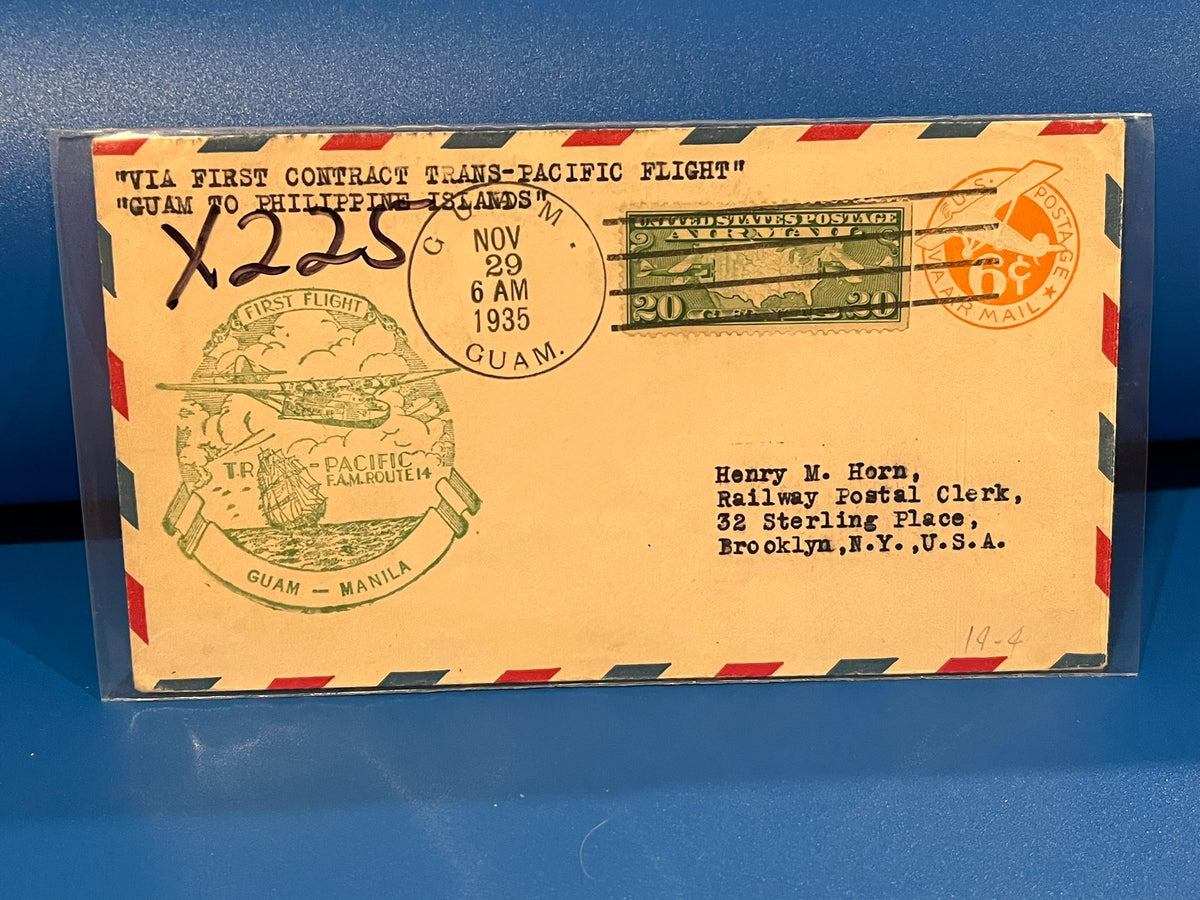 "VIA FIRST CONTRACT TRANS-PACIFIC FLIGHT"
"GUAM TO PHILIPPINE ISLANDS"
X225
GUAM.
NOV
29
6 AM
1935
GUAM.
UNITED STATES POSTAGE
AIR MAIL
20 CENTS 20
U.S. POSTAGE
6¢
VIA AIR MAIL
FIRST FLIGHT
TR -PACIFIC
F.A.M. ROUTE 14
GUAM — MANILA
Henry M. Horn,
Railway Postal Clerk,
32 Sterling Place,
Brooklyn,N.Y.,U.S.A.
14-4